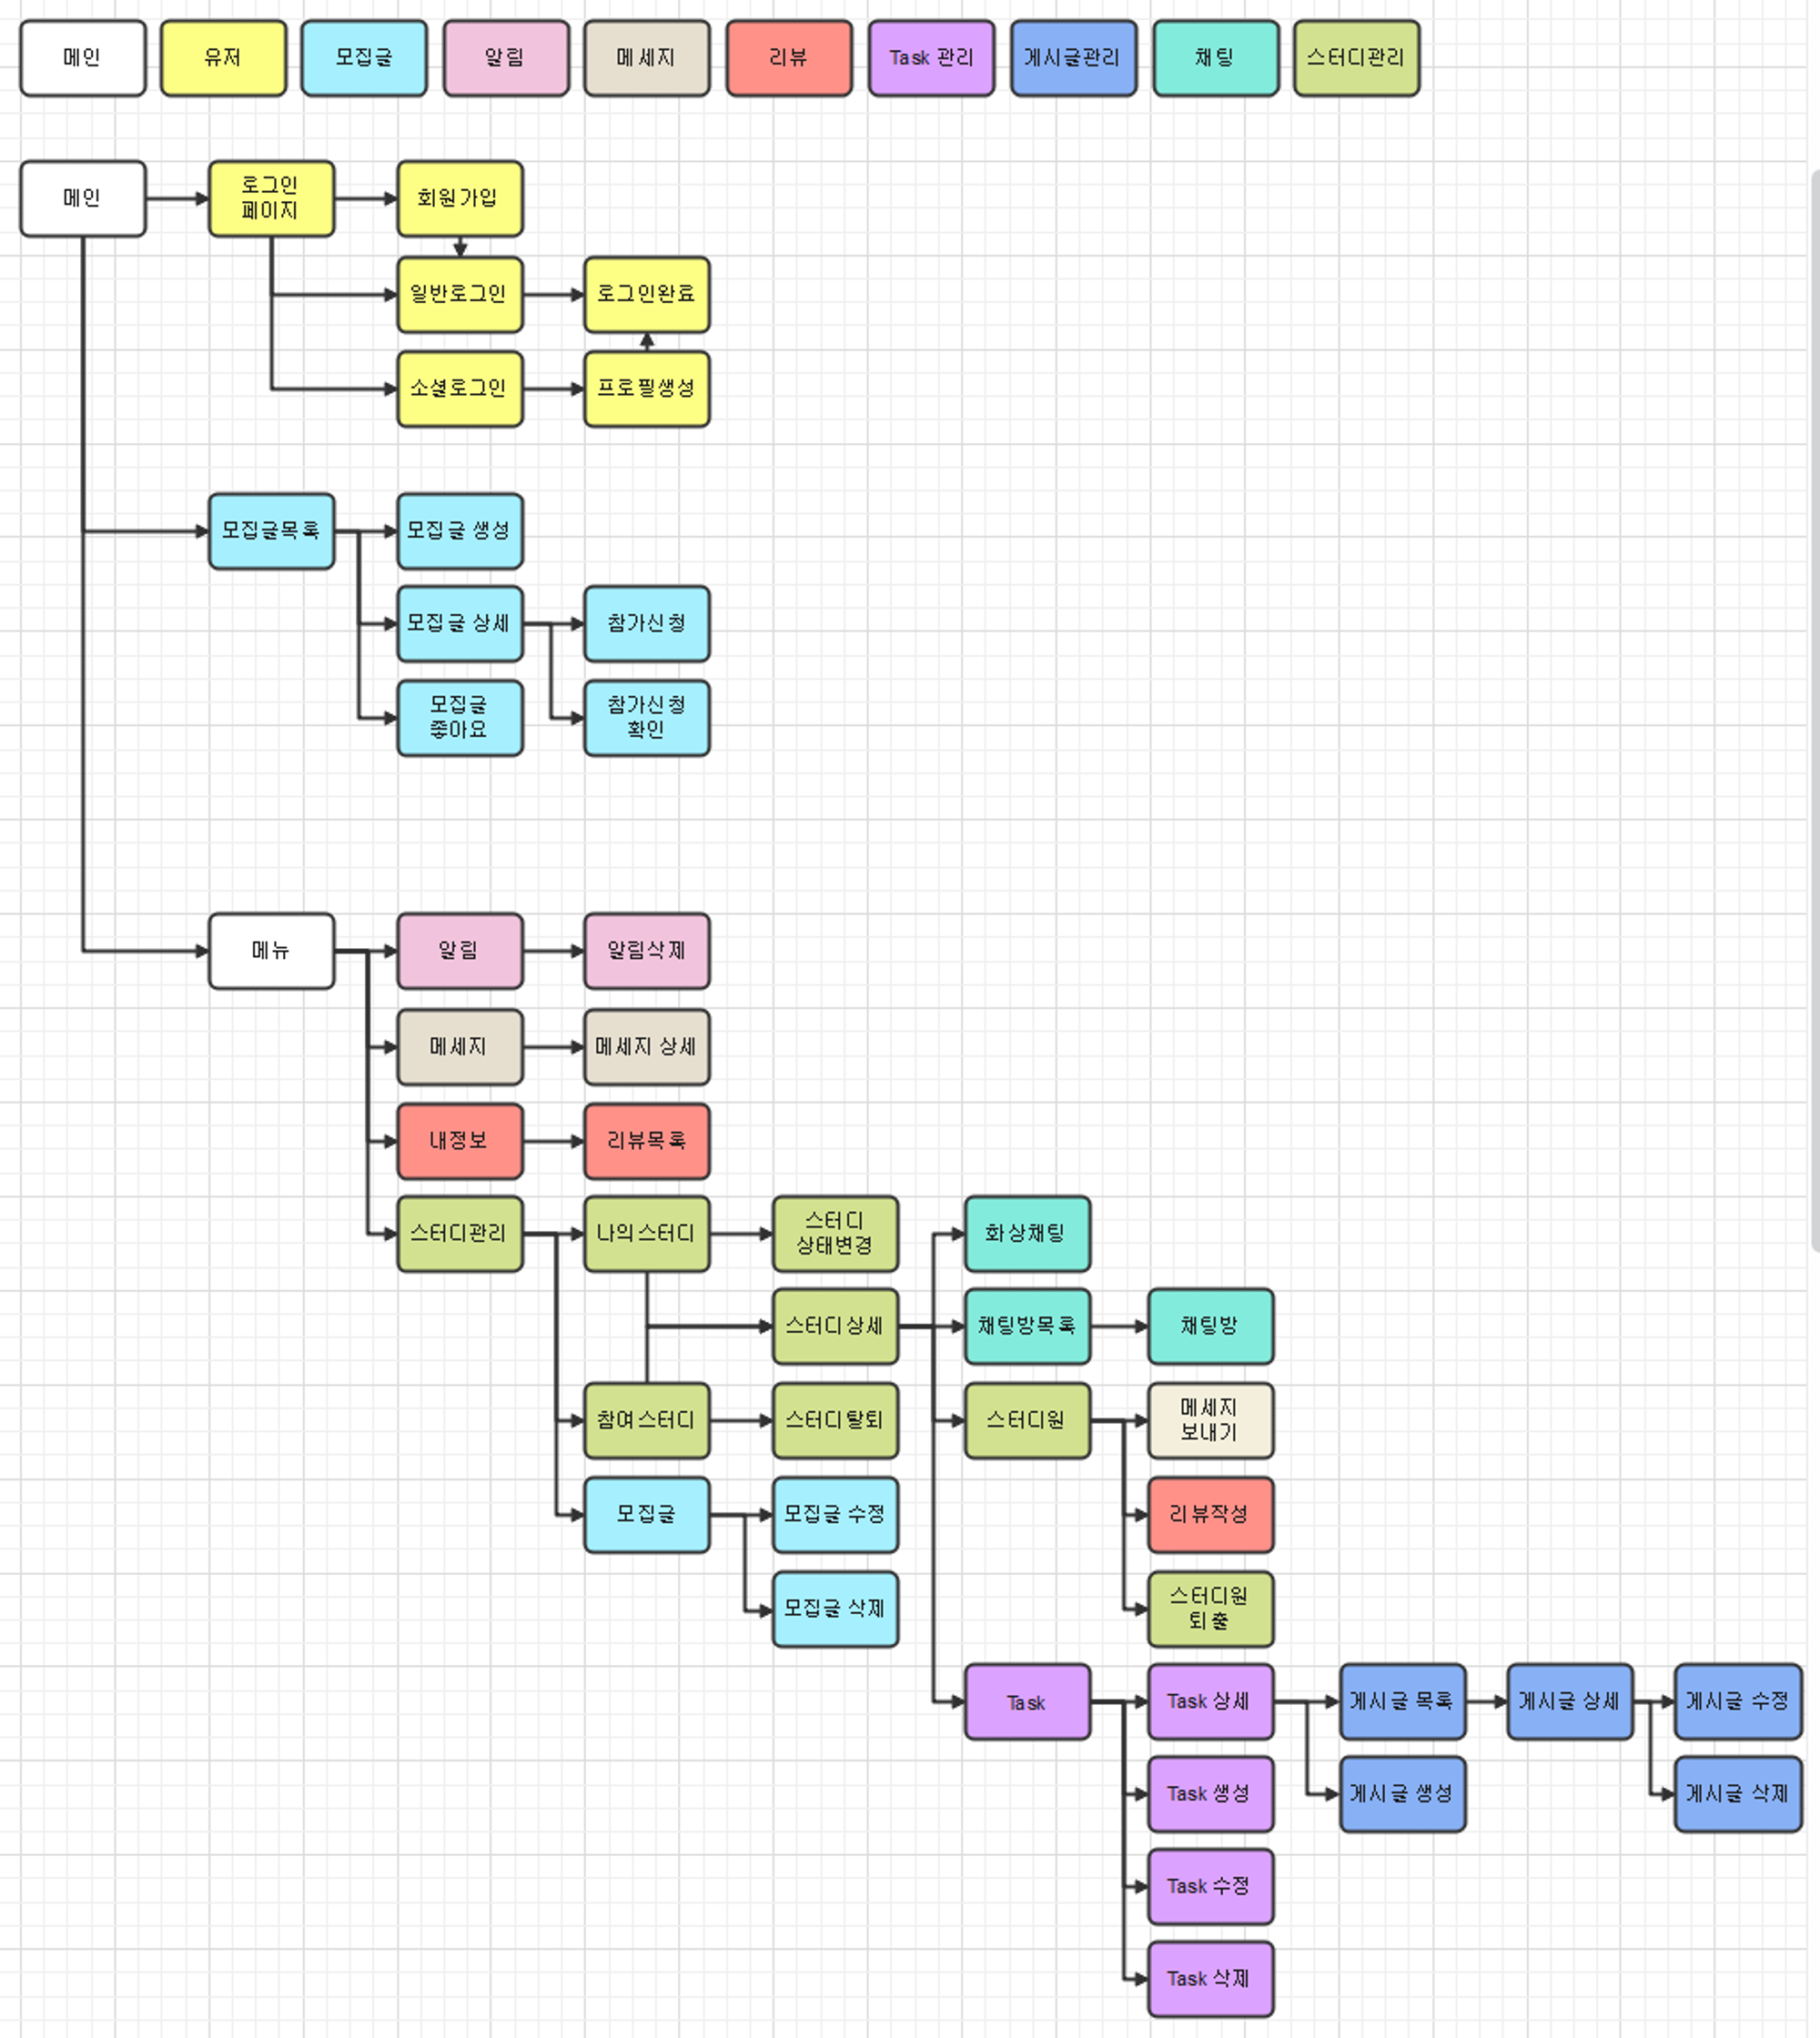 메인
유저
모집글
알림
메세지
리뷰
Task 관리
게시글관리
채팅
스터디관리
메인
로그인
페이지
회원가입
일반로그인
로그인완료
소셜로그인
프로필생성
모집글목록
모집글 생성
모집글 상세
참가신청
모집글
좋아요
참가신청
확인
메뉴
알림
알림삭제
메세지
메세지 상세
내정보
리뷰목록
스터디관리
나의스터디
스터디
상태변경
화상채팅
스터디상세
채팅방목록
채팅방
참여스터디
스터디탈퇴
스터디원
메세지
보내기
모집글
모집글 수정
리뷰작성
모집글 삭제
스터디원
퇴출
Task
Task 상세
게시글 목록
게시글 상세
게시글 수정
Task 생성
게시글 생성
게시글 삭제
Task 수정
Task 삭제